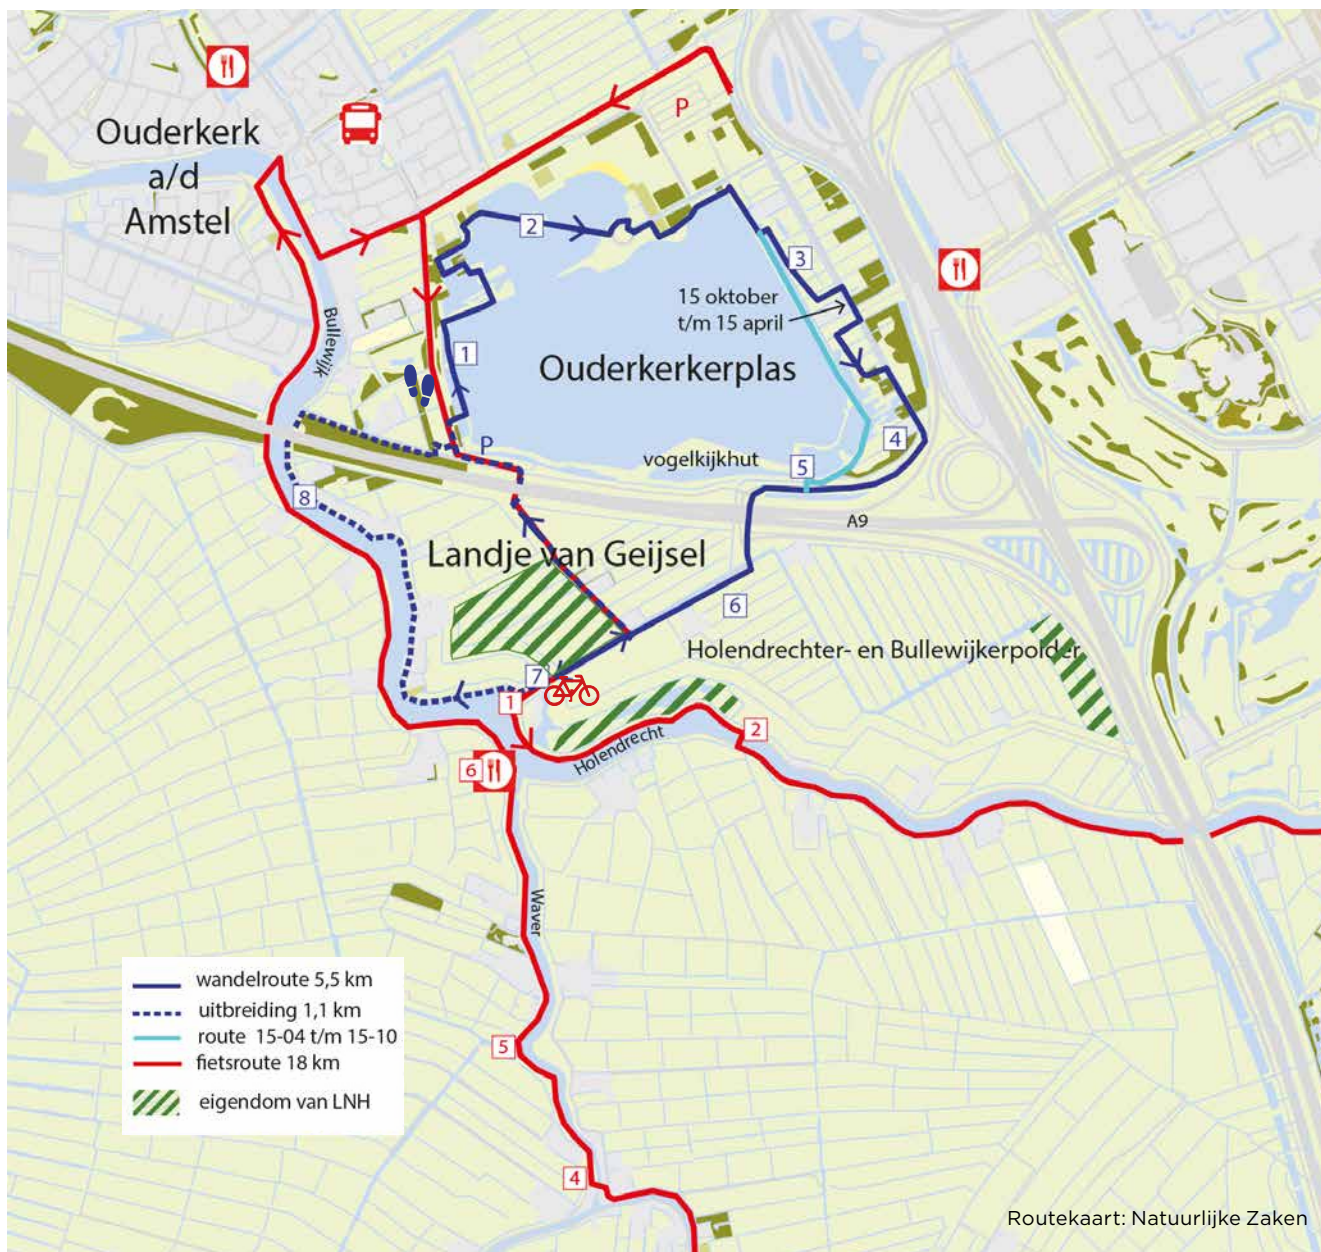 Ouderkerk
a/d
Amstel
P
2
3
15 oktober
t/m 15 april
Bullewijk
1
Ouderkerkerplas
P
vogelkijkhut
4
5
8
A9
Landje van Geijsel
6
Holendrechter- en Bullewijkerpolder
7
1
2
Holendrecht
6
Waver
wandelroute 5,5 km
uitbreiding 1,1 km
route 15-04 t/m 15-10
fietsroute 18 km
eigendom van LNH
5
4
Routekaart: Natuurlijke Zaken